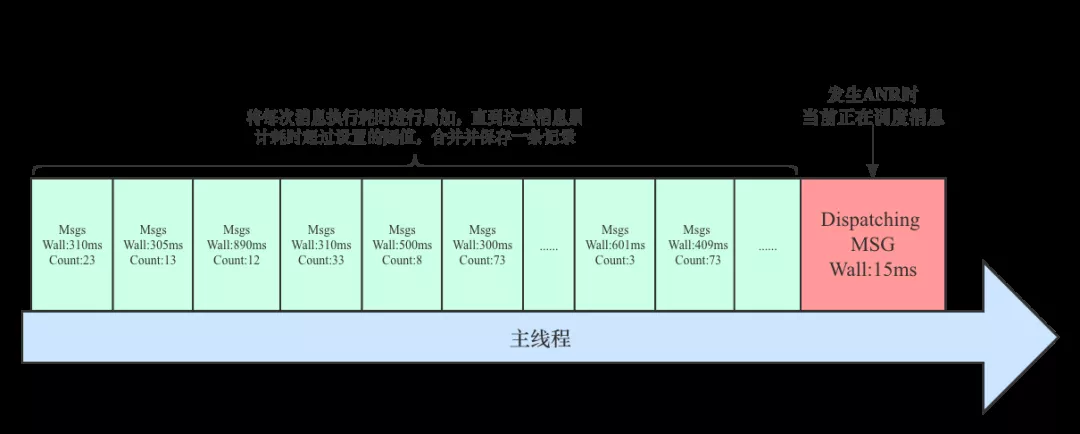 将每次消息执行耗时进行累加，直到这些消息累
计耗时超过设置的阈值，合并并保存一条记录
发生ANR时
当前正在调度消息
Msgs
Wall:310ms
Count:23
Msgs
Wall:305ms
Count:13
Msgs
Wall:890ms
Count:12
Msgs
Wall:310ms
Count:33
Msgs
Wall:500ms
Count:8
Msgs
Wall:300ms
Count:73
......
Msgs
Wall:601ms
Count:3
Msgs
Wall:409ms
Count:73
......
Dispatching
MSG
Wall:15ms
主线程